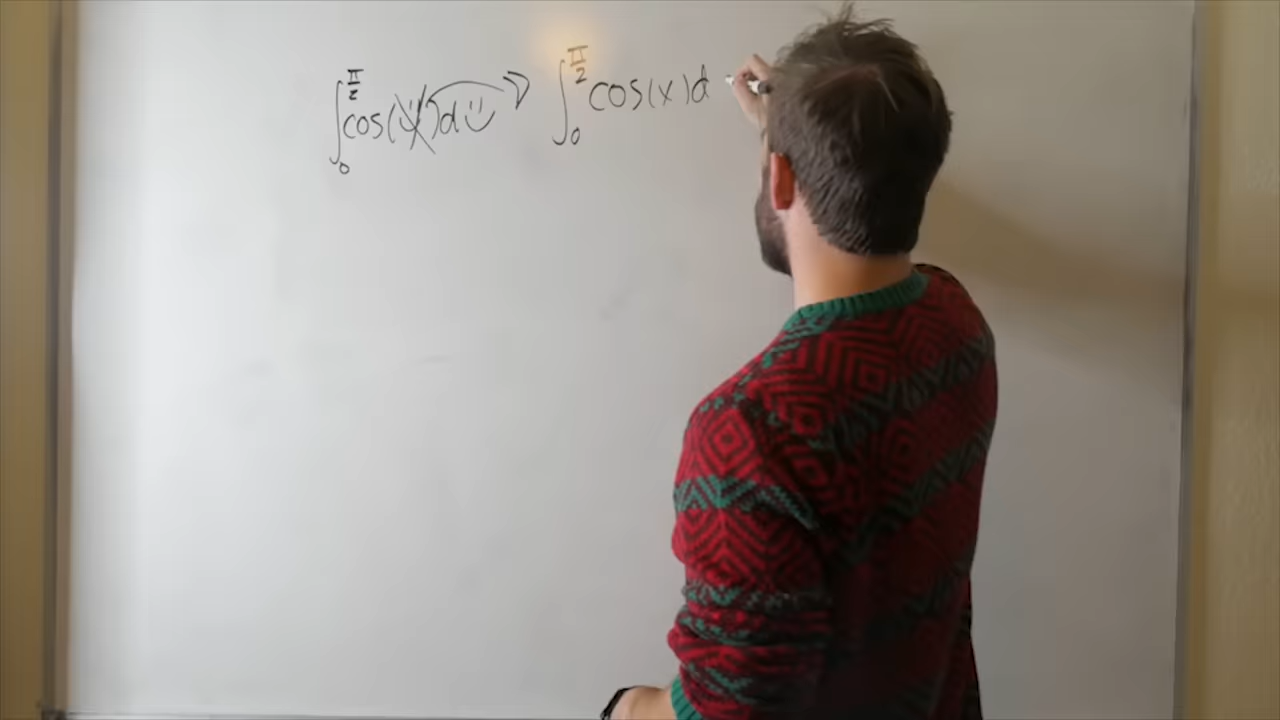 ∫₀^{π/2} cos(☺)d☺ → ∫₀^{π/2} cos(x)d